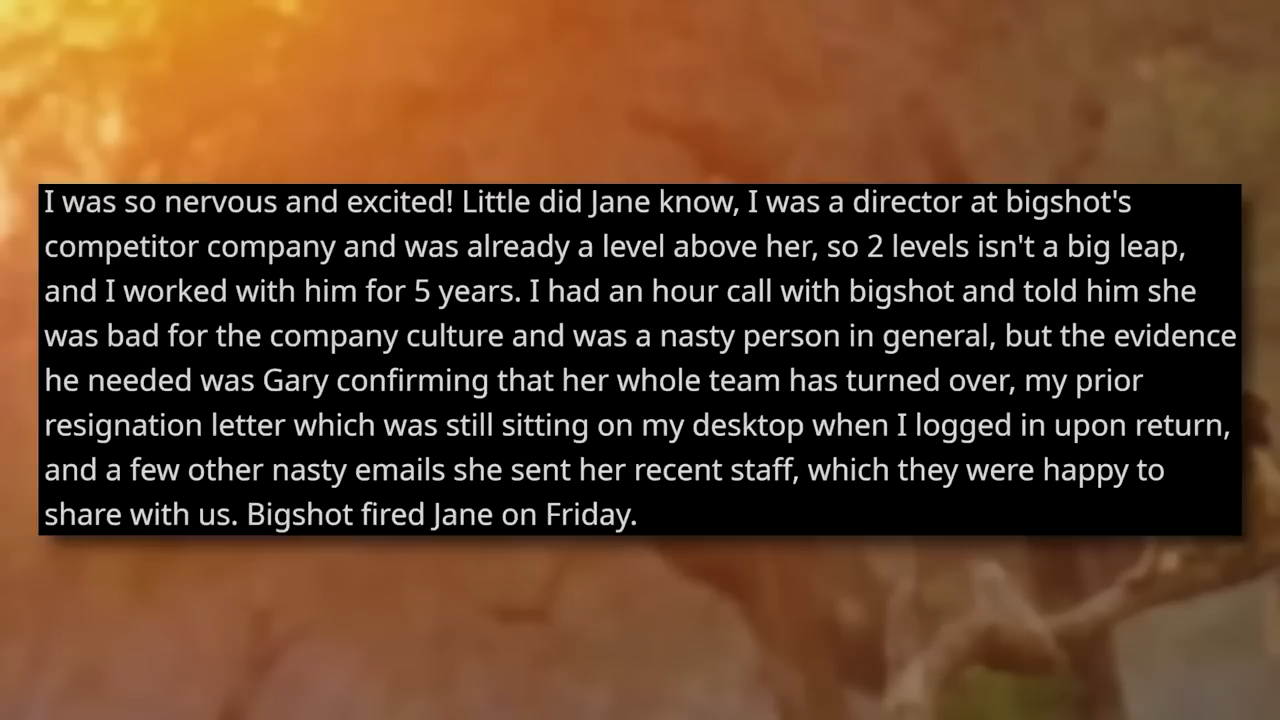 I was so nervous and excited! Little did Jane know, I was a director at bigshot's
competitor company and was already a level above her, so 2 levels isn't a big leap,
and I worked with him for 5 years. I had an hour call with bigshot and told him she
was bad for the company culture and was a nasty person in general, but the evidence
he needed was Gary confirming that her whole team has turned over, my prior
resignation letter which was still sitting on my desktop when I logged in upon return,
and a few other nasty emails she sent her recent staff, which they were happy to
share with us. Bigshot fired Jane on Friday.